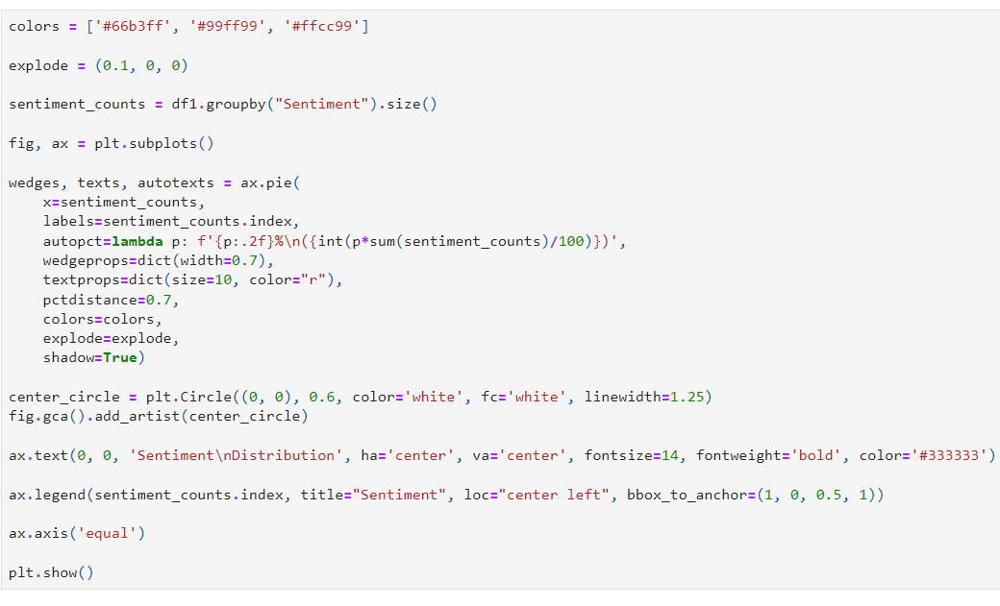 colors = ['#66b3ff', '#99ff99', '#ffcc99']
explode = (0.1, 0, 0)
sentiment_counts = df1.groupby("Sentiment").size()
fig, ax = plt.subplots()
wedges, texts, autotexts = ax.pie(
    x=sentiment_counts,
    labels=sentiment_counts.index,
    autopct=lambda p: f'{p:.2f}%\n({int(p*sum(sentiment_counts)/100)})',
    wedgeprops=dict(width=0.7),
    textprops=dict(size=10, color="r"),
    pctdistance=0.7,
    colors=colors,
    explode=explode,
    shadow=True)
center_circle = plt.Circle((0, 0), 0.6, color='white', fc='white', linewidth=1.25)
fig.gca().add_artist(center_circle)
ax.text(0, 0, 'Sentiment\nDistribution', ha='center', va='center', fontsize=14, fontweight='bold', color='#333333')
ax.legend(sentiment_counts.index, title="Sentiment", loc="center left", bbox_to_anchor=(1, 0, 0.5, 1))
ax.axis('equal')
plt.show()